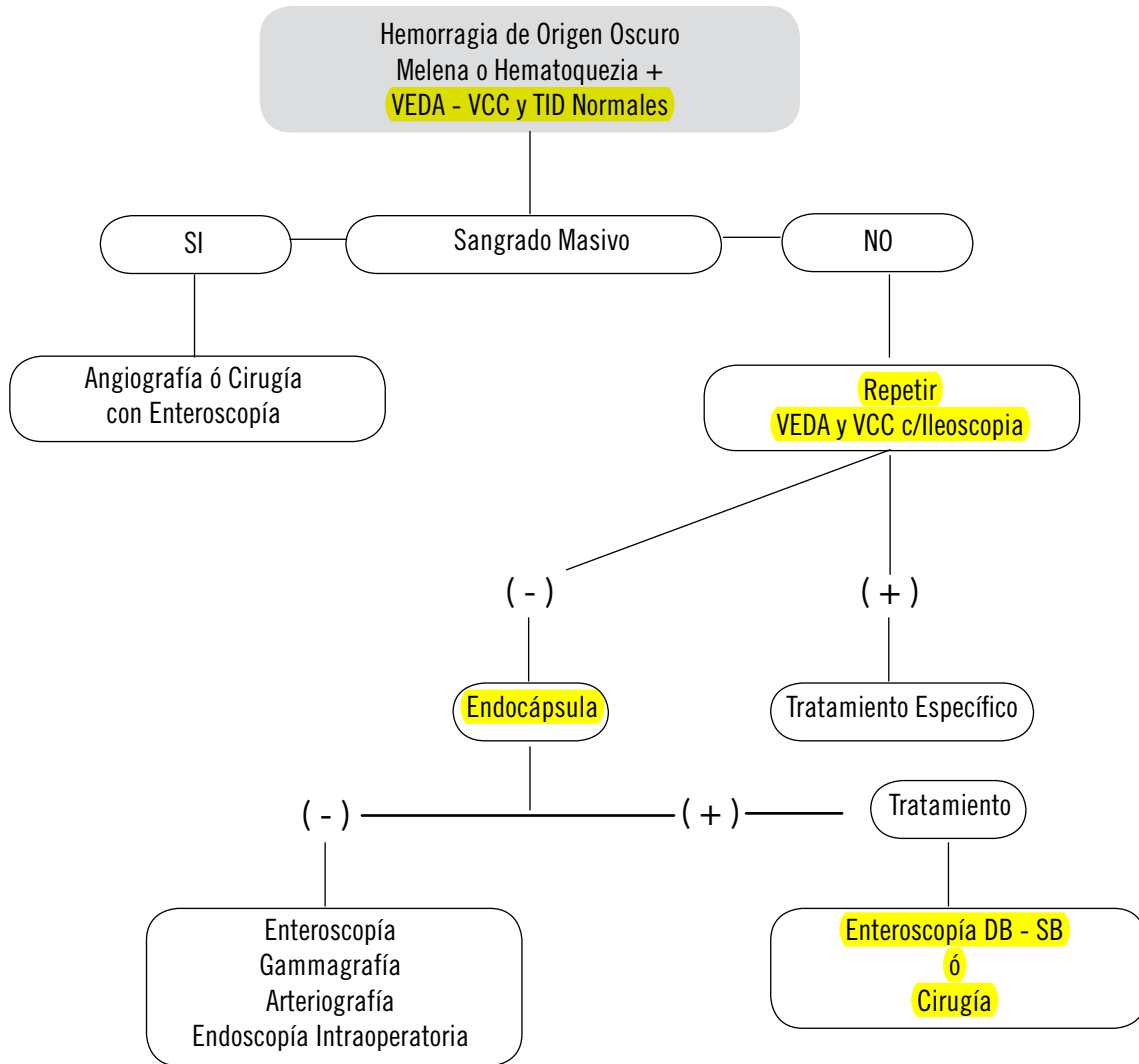 Hemorragia de Origen Oscuro
Melena o Hematoquezia +
VEDA - VCC y TID Normales
SI
Sangrado Masivo
NO
Angiografía ó Cirugía
con Enteroscopía
Repetir
VEDA y VCC c/Ileoscopia
( - )
( + )
Endocápsula
Tratamiento Específico
( - )
( + )
Tratamiento
Enteroscopía
Gammagrafía
Arteriografía
Endoscopía Intraoperatoria
Enteroscopía DB - SB
ó
Cirugía